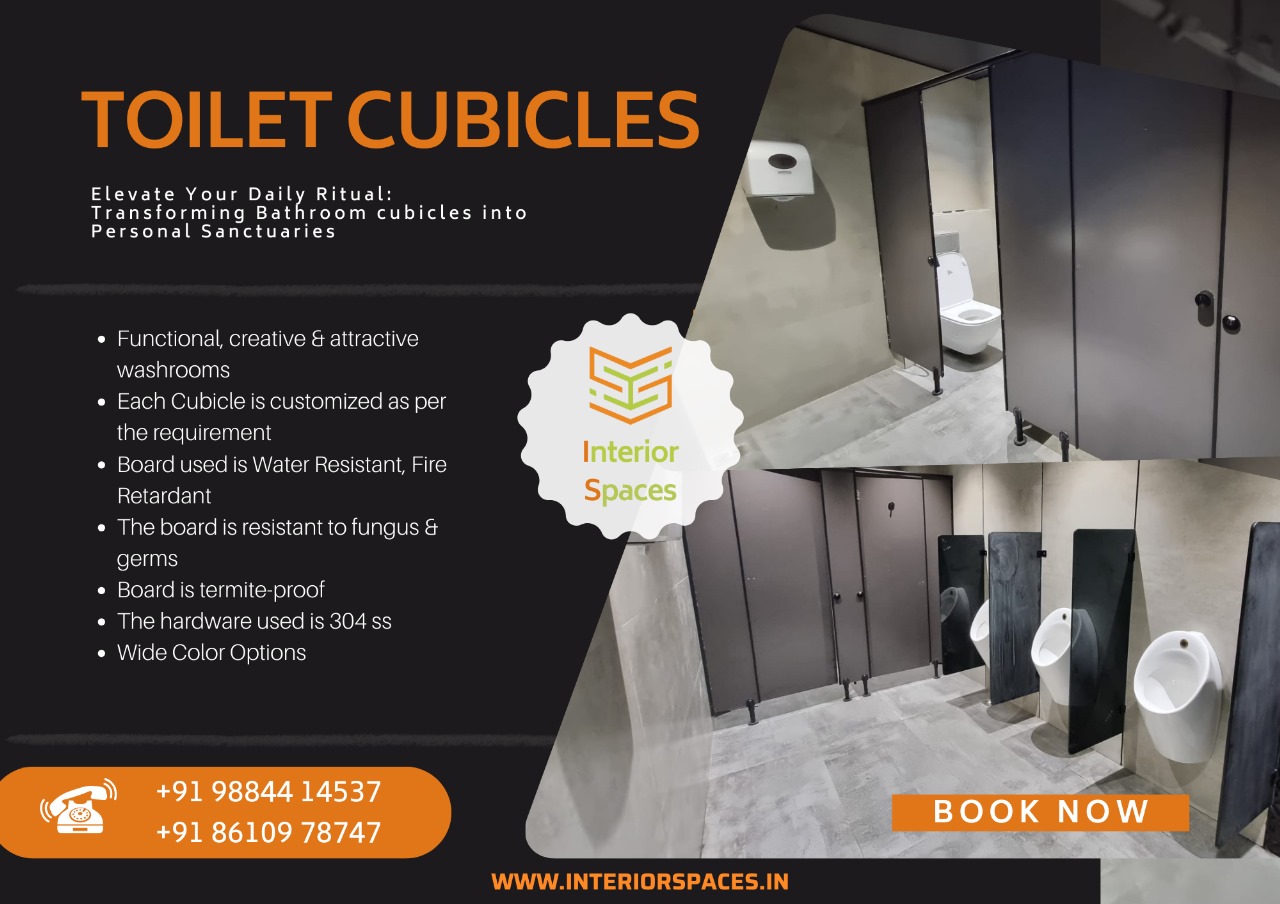 TOILET CUBICLES
Elevate Your Daily Ritual:
Transforming Bathroom cubicles into
Personal Sanctuaries
Functional, creative & attractive
washrooms
Each Cubicle is customized as per
the requirement
Board used is Water Resistant, Fire
Retardant
The board is resistant to fungus &
germs
Board is termite-proof
The hardware used is 304 ss
Wide Color Options
Interior
Spaces
+91 98844 14537
+91 86109 78747
BOOK NOW
WWW.INTERIORSPACES.IN